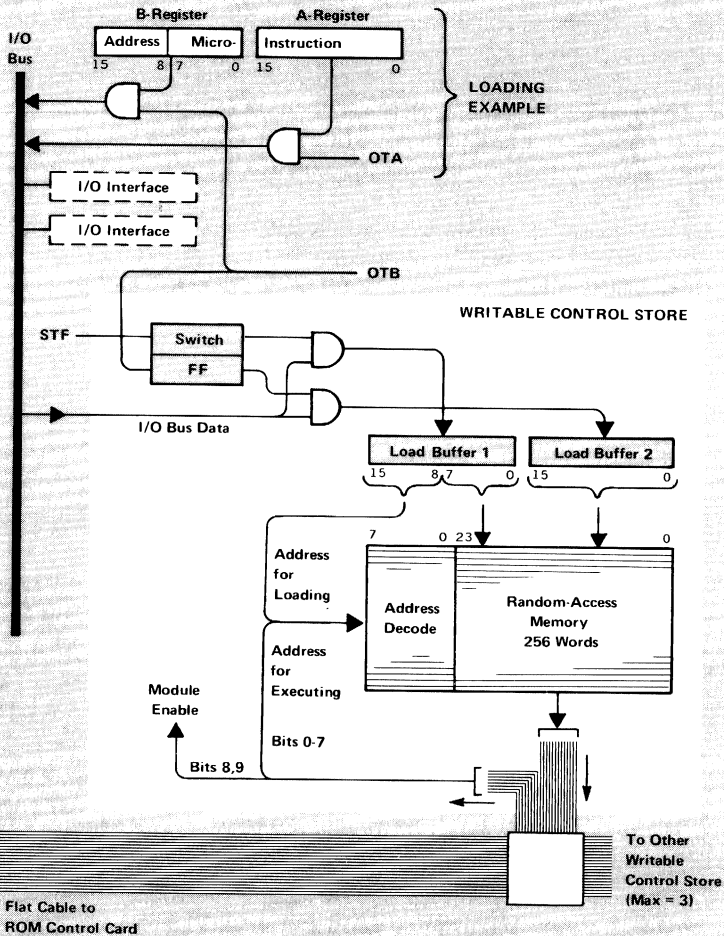 B-Register
A-Register
I/O
Bus
Address
Micro-
Instruction
15
8
7
0
15
0
LOADING
EXAMPLE
OTA
I/O Interface
I/O Interface
OTB
WRITABLE CONTROL STORE
STF
Switch
FF
I/O Bus Data
Load Buffer 1
Load Buffer 2
15
8,7
0
15
0
7
0
23
0
Address
for
Loading
Address
Decode
Random-Access
Memory
256 Words
Address
for
Executing
Module
Enable
Bits 0-7
Bits 8,9
To Other
Writable
Control Store
(Max = 3)
Flat Cable to
ROM Control Card